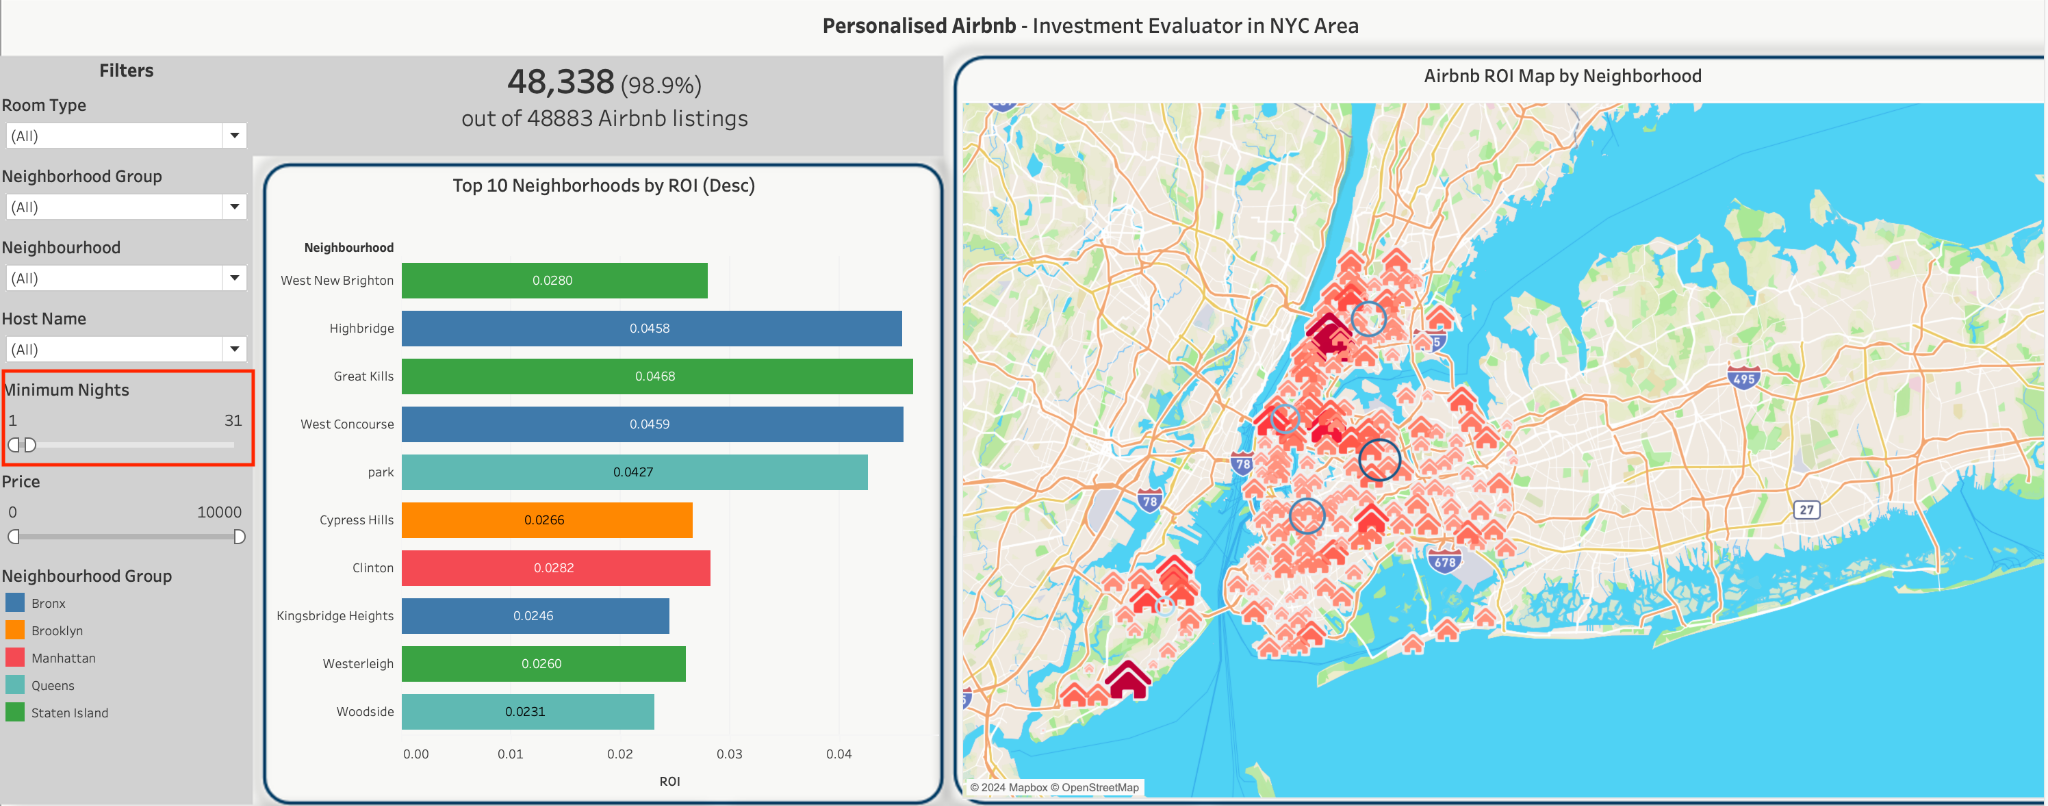 Personalised Airbnb - Investment Evaluator in NYC Area
Filters
Room Type
(All)
Neighborhood Group
(All)
Neighbourhood
(All)
Host Name
(All)
Minimum Nights
1 31
Price
0 10000
Neighbourhood Group
Bronx
Brooklyn
Manhattan
Queens
Staten Island
48,338 (98.9%)
out of 48883 Airbnb listings
Top 10 Neighborhoods by ROI (Desc)
Neighbourhood
West New Brighton 0.0280
Highbridge 0.0458
Great Kills 0.0468
West Concourse 0.0459
park 0.0427
Cypress Hills 0.0266
Clinton 0.0282
Kingsbridge Heights 0.0246
Westerleigh 0.0260
Woodside 0.0231
0.00 0.01 0.02 0.03 0.04
ROI
Airbnb ROI Map by Neighborhood
495
78
78
27
678
© 2024 Mapbox © OpenStreetMap